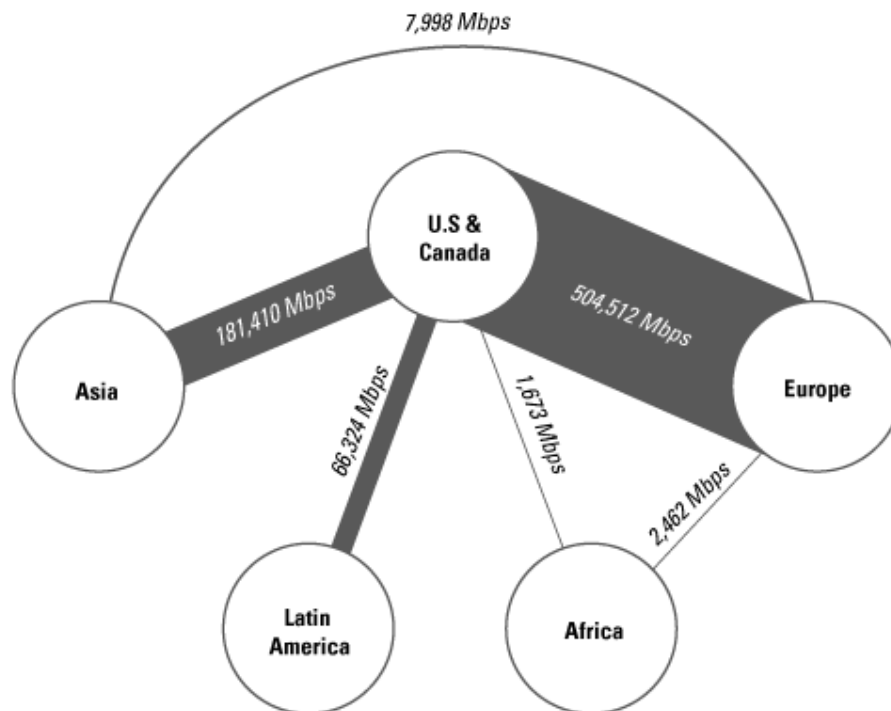 7,998 Mbps
U.S &
Canada
504,512 Mbps
181,410 Mbps
Asia
Europe
66,324 Mbps
1,673 Mbps
2,462 Mbps
Latin
America
Africa